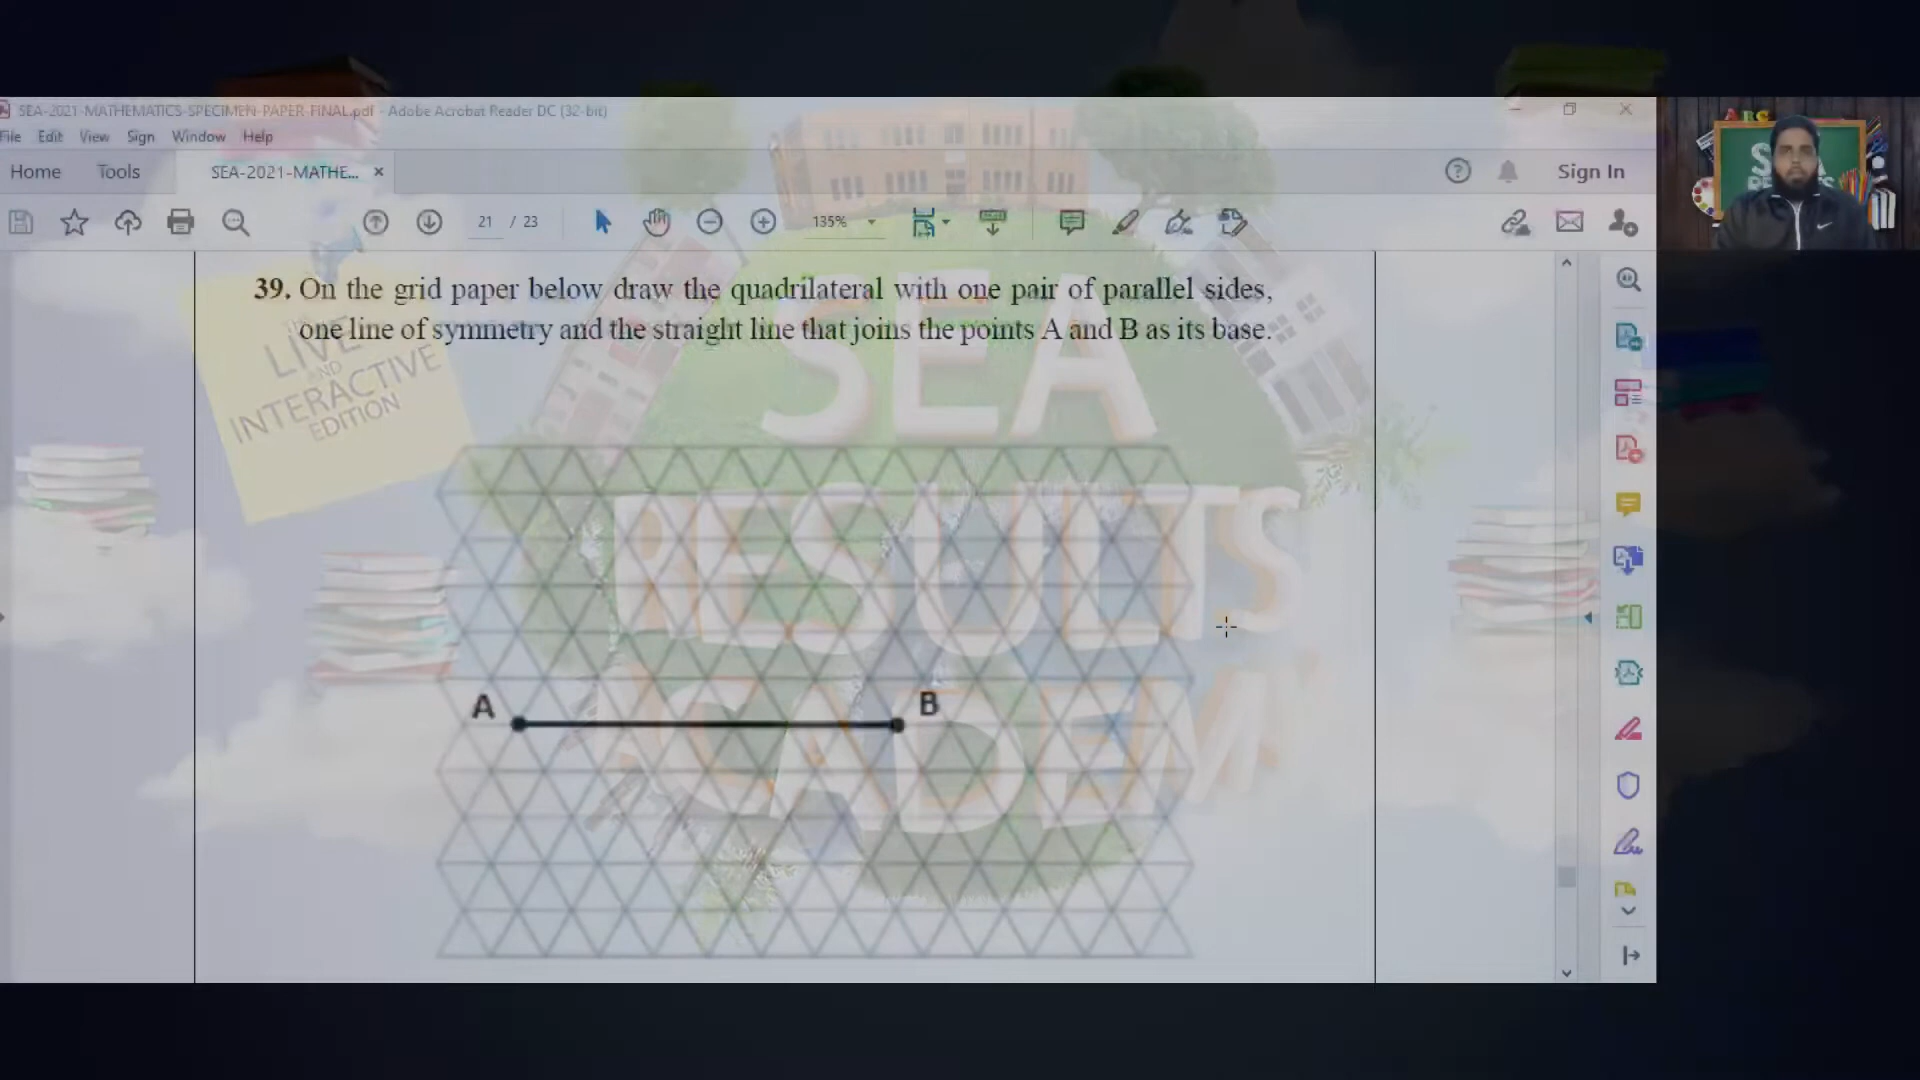 SEA-2021-MATHEMATICS-SPECIMEN-PAPER-FINAL.pdf - Adobe Acrobat Reader DC (32-bit)
File Edit View Sign Window Help
Home Tools SEA-2021-MATHE... × Sign In
21 / 23 135%
39. On the grid paper below draw the quadrilateral with one pair of parallel sides,
one line of symmetry and the straight line that joins the points A and B as its base.
LIVE
AND
INTERACTIVE
EDITION
SEA
RESULTS
ACADEMY
A
B
ABC